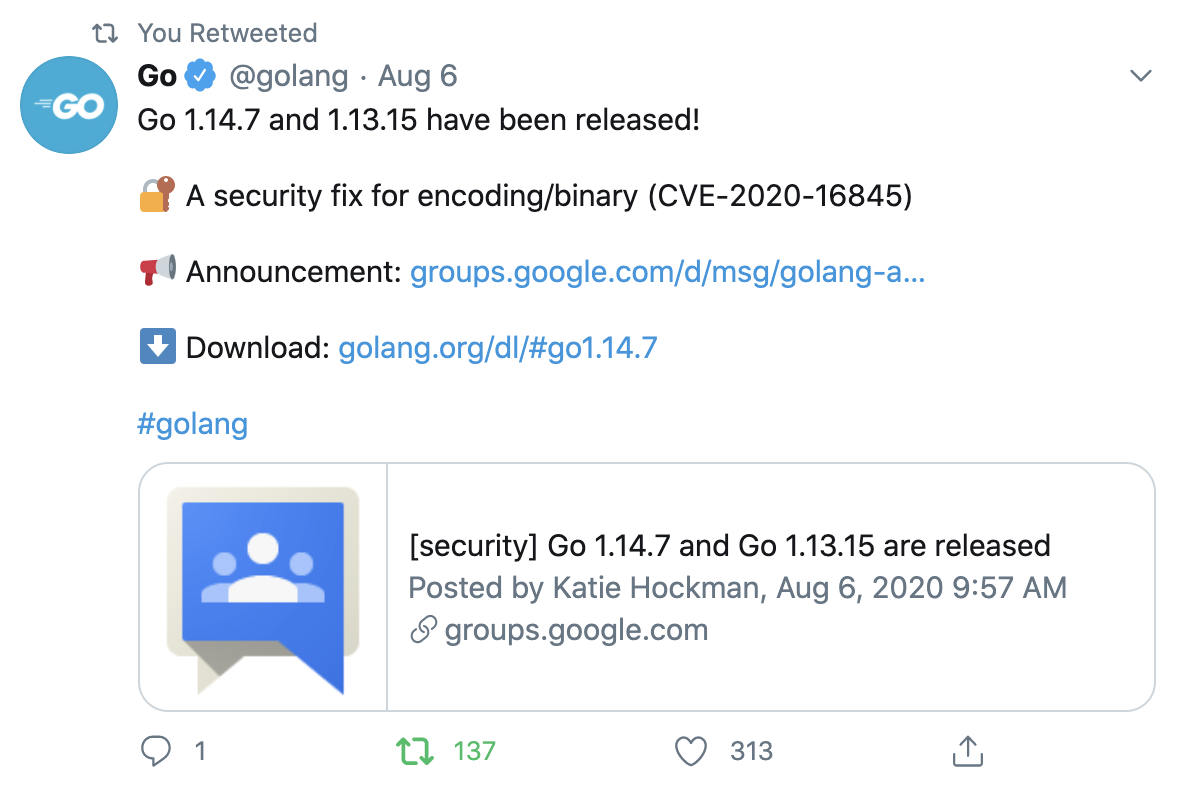 You Retweeted
Go @golang · Aug 6
GO
Go 1.14.7 and 1.13.15 have been released!
🔐 A security fix for encoding/binary (CVE-2020-16845)
📢 Announcement: groups.google.com/d/msg/golang-a...
⬇️ Download: golang.org/dl/#go1.14.7
#golang
[security] Go 1.14.7 and Go 1.13.15 are released
Posted by Katie Hockman, Aug 6, 2020 9:57 AM
groups.google.com
1 137 313